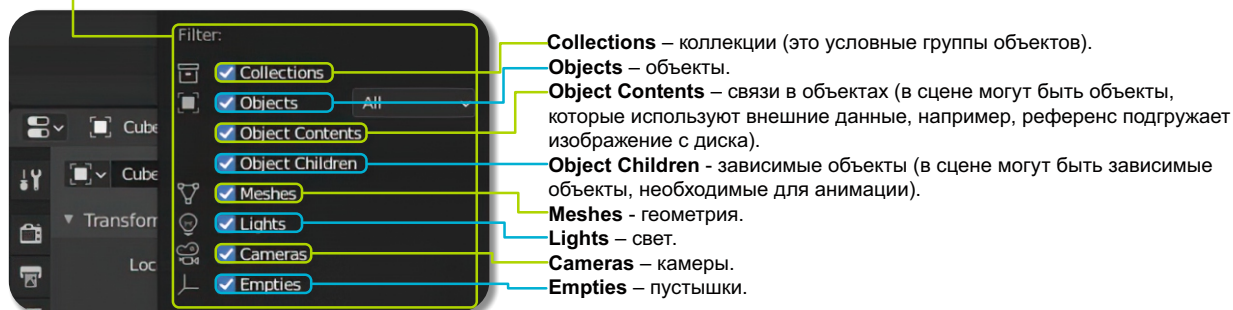 Filter:
Collections
Objects
All
Object Contents
Object Children
Meshes
Lights
Cameras
Empties
Cube
Cube
Transform
Loc
Collections – коллекции (это условные группы объектов).
Objects – объекты.
Object Contents – связи в объектах (в сцене могут быть объекты,
которые используют внешние данные, например, референс подгружает
изображение с диска).
Object Children - зависимые объекты (в сцене могут быть зависимые
объекты, необходимые для анимации).
Meshes - геометрия.
Lights – свет.
Cameras – камеры.
Empties – пустышки.